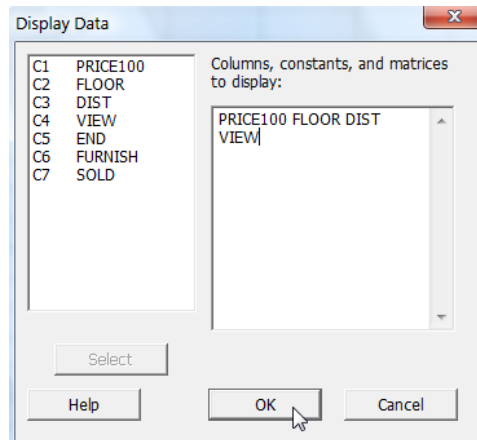 Display Data
x
C1 PRICE100
C2 FLOOR
C3 DIST
C4 VIEW
C5 END
C6 FURNISH
C7 SOLD
Columns, constants, and matrices
to display:
PRICE100 FLOOR DIST
VIEW
Select
Help
OK
Cancel